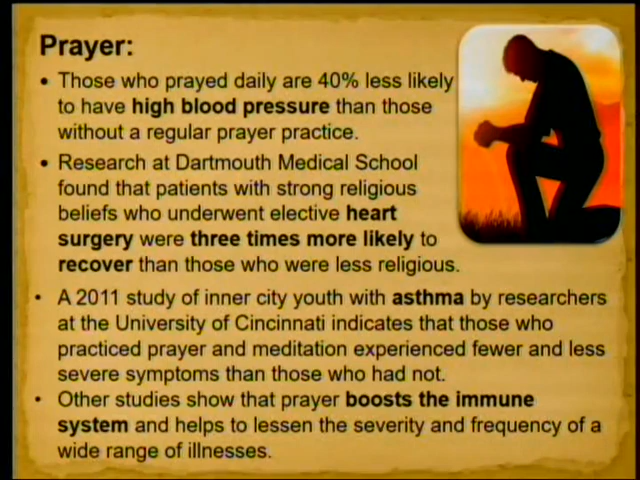 Prayer:
• Those who prayed daily are 40% less likely
to have high blood pressure than those
without a regular prayer practice.
• Research at Dartmouth Medical School
found that patients with strong religious
beliefs who underwent elective heart
surgery were three times more likely to
recover than those who were less religious.
• A 2011 study of inner city youth with asthma by researchers
at the University of Cincinnati indicates that those who
practiced prayer and meditation experienced fewer and less
severe symptoms than those who had not.
• Other studies show that prayer boosts the immune
system and helps to lessen the severity and frequency of a
wide range of illnesses.